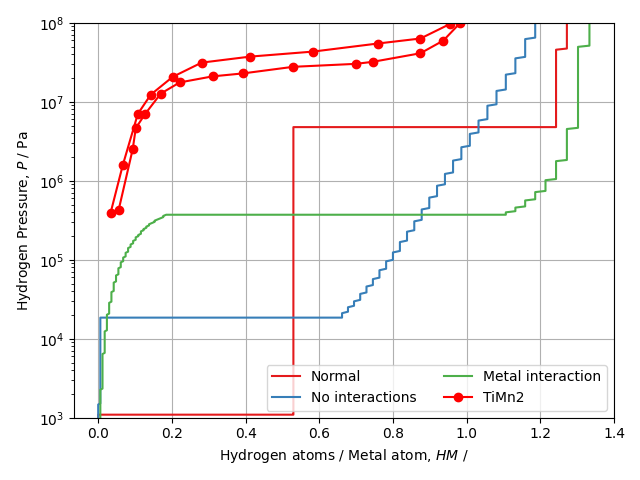 10⁸
10⁷
10⁶
10⁵
10⁴
10³
Hydrogen Pressure, P / Pa
0.0 0.2 0.4 0.6 0.8 1.0 1.2 1.4
Hydrogen atoms / Metal atom, HM /
Normal
No interactions
Metal interaction
TiMn2